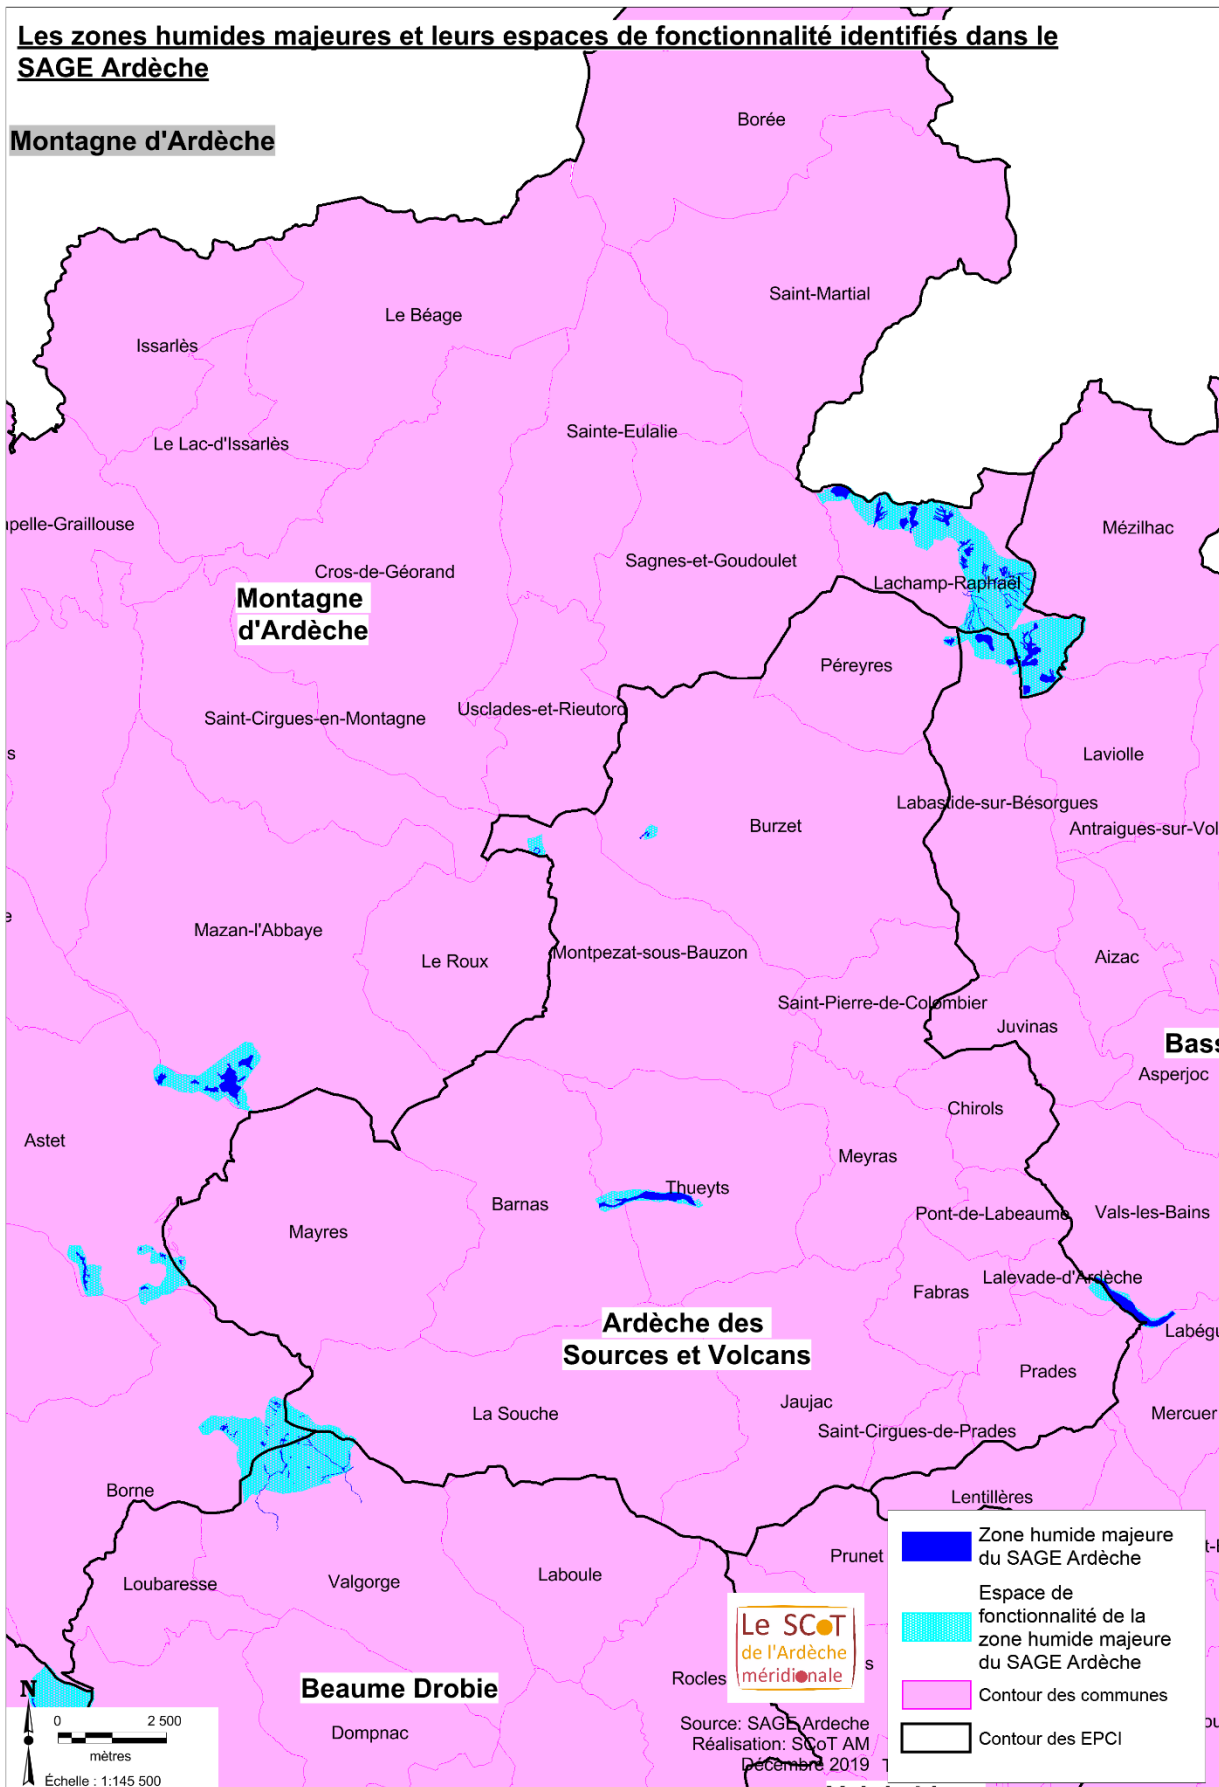 Les zones humides majeures et leurs espaces de fonctionnalité identifiés dans le
SAGE Ardèche
Montagne d'Ardèche
Borée
Saint-Martial
Le Béage
Issarlès
Sainte-Eulalie
Le Lac-d'Issarlès
apelle-Graillouse
Mézilhac
Sagnes-et-Goudoulet
Cros-de-Géorand
Lachamp-Raphaël
Montagne
d'Ardèche
Péreyres
Usclades-et-Rieutord
Saint-Cirgues-en-Montagne
s
Laviolle
Labastide-sur-Bésorgues
Burzet
Antraigues-sur-Vol
e
Mazan-l'Abbaye
Le Roux
Montpezat-sous-Bauzon
Aizac
Saint-Pierre-de-Colombier
Juvinas
Bass
Asperjoc
Chirols
Astet
Meyras
Thueyts
Barnas
Mayres
Pont-de-Labeaume
Vals-les-Bains
Lalevade-d'Ardèche
Fabras
Ardèche des
Sources et Volcans
Labégu
Prades
Jaujac
La Souche
Mercuer
Saint-Cirgues-de-Prades
Borne
Lentillères
Prunet
Loubaresse
Valgorge
Laboule
Zone humide majeure
du SAGE Ardèche
Espace de
fonctionnalité de la
zone humide majeure
du SAGE Ardèche
Contour des communes
Contour des EPCI
Le SCoT
de l'Ardèche
méridionale
s
Rocles
Beaume Drobie
Dompnac
N
0 2 500
mètres
Échelle : 1:145 500
Source: SAGE Ardeche
Réalisation: SCoT AM
Décembre 2019